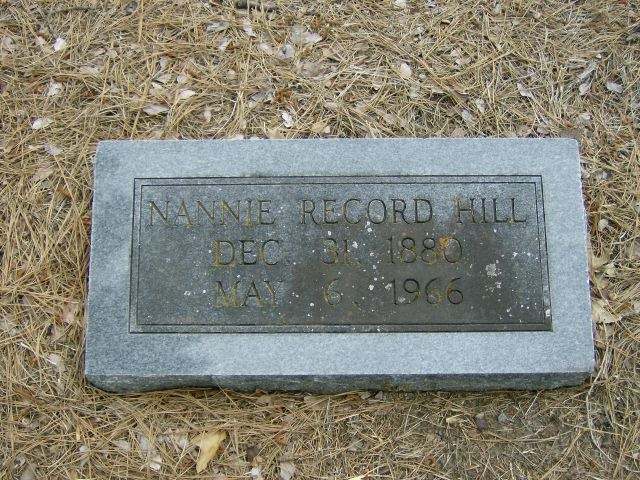 NANNIE RECORD HILL
DEC 31, 1880
MAY 6, 1966